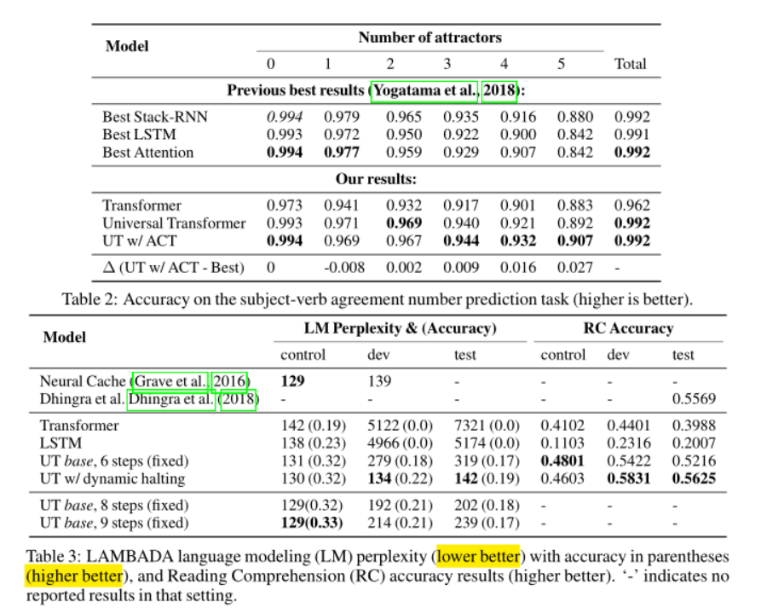 Model Number of attractors
0 1 2 3 4 5 Total
Previous best results (Yogatama et al., 2018):
Best Stack-RNN 0.994 0.979 0.965 0.935 0.916 0.880 0.992
Best LSTM 0.993 0.972 0.950 0.922 0.900 0.842 0.991
Best Attention 0.994 0.977 0.959 0.929 0.907 0.842 0.992
Our results:
Transformer 0.973 0.941 0.932 0.917 0.901 0.883 0.962
Universal Transformer 0.993 0.971 0.969 0.940 0.921 0.892 0.992
UT w/ ACT 0.994 0.969 0.967 0.944 0.932 0.907 0.992
Δ (UT w/ ACT - Best) 0 -0.008 0.002 0.009 0.016 0.027 -
Table 2: Accuracy on the subject-verb agreement number prediction task (higher is better).
Model LM Perplexity & (Accuracy) RC Accuracy
control dev test control dev test
Neural Cache (Grave et al., 2016) 129 139 - - - -
Dhingra et al. Dhingra et al. (2018) - - - - - 0.5569
Transformer 142 (0.19) 5122 (0.0) 7321 (0.0) 0.4102 0.4401 0.3988
LSTM 138 (0.23) 4966 (0.0) 5174 (0.0) 0.1103 0.2316 0.2007
UT base, 6 steps (fixed) 131 (0.32) 279 (0.18) 319 (0.17) 0.4801 0.5422 0.5216
UT w/ dynamic halting 130 (0.32) 134 (0.22) 142 (0.19) 0.4603 0.5831 0.5625
UT base, 8 steps (fixed) 129(0.32) 192 (0.21) 202 (0.18) - - -
UT base, 9 steps (fixed) 129(0.33) 214 (0.21) 239 (0.17) - - -
Table 3: LAMBADA language modeling (LM) perplexity (lower better) with accuracy in parentheses
(higher better), and Reading Comprehension (RC) accuracy results (higher better). ‘-’ indicates no
reported results in that setting.